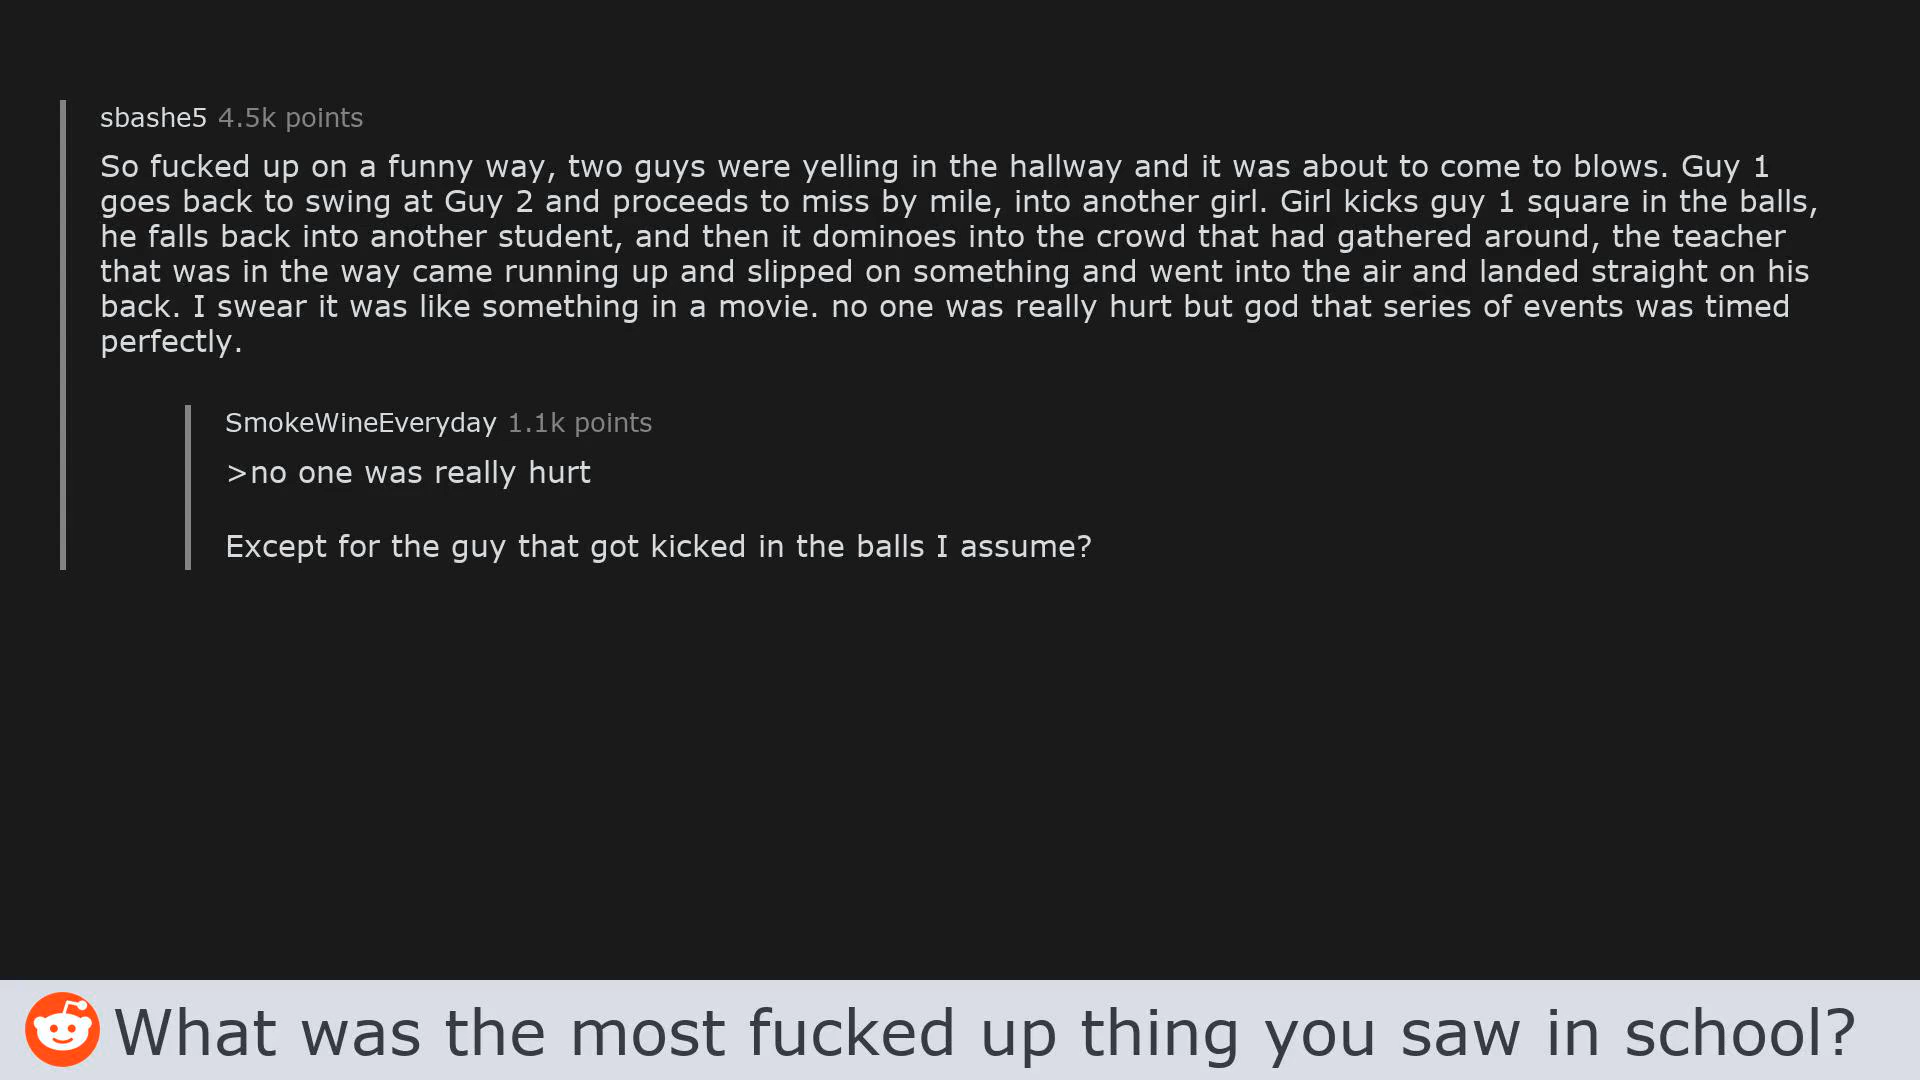 sbashe5 4.5k points
So fucked up on a funny way, two guys were yelling in the hallway and it was about to come to blows. Guy 1
goes back to swing at Guy 2 and proceeds to miss by mile, into another girl. Girl kicks guy 1 square in the balls,
he falls back into another student, and then it dominoes into the crowd that had gathered around, the teacher
that was in the way came running up and slipped on something and went into the air and landed straight on his
back. I swear it was like something in a movie. no one was really hurt but god that series of events was timed
perfectly.
SmokeWineEveryday 1.1k points
>no one was really hurt
Except for the guy that got kicked in the balls I assume?
What was the most fucked up thing you saw in school?